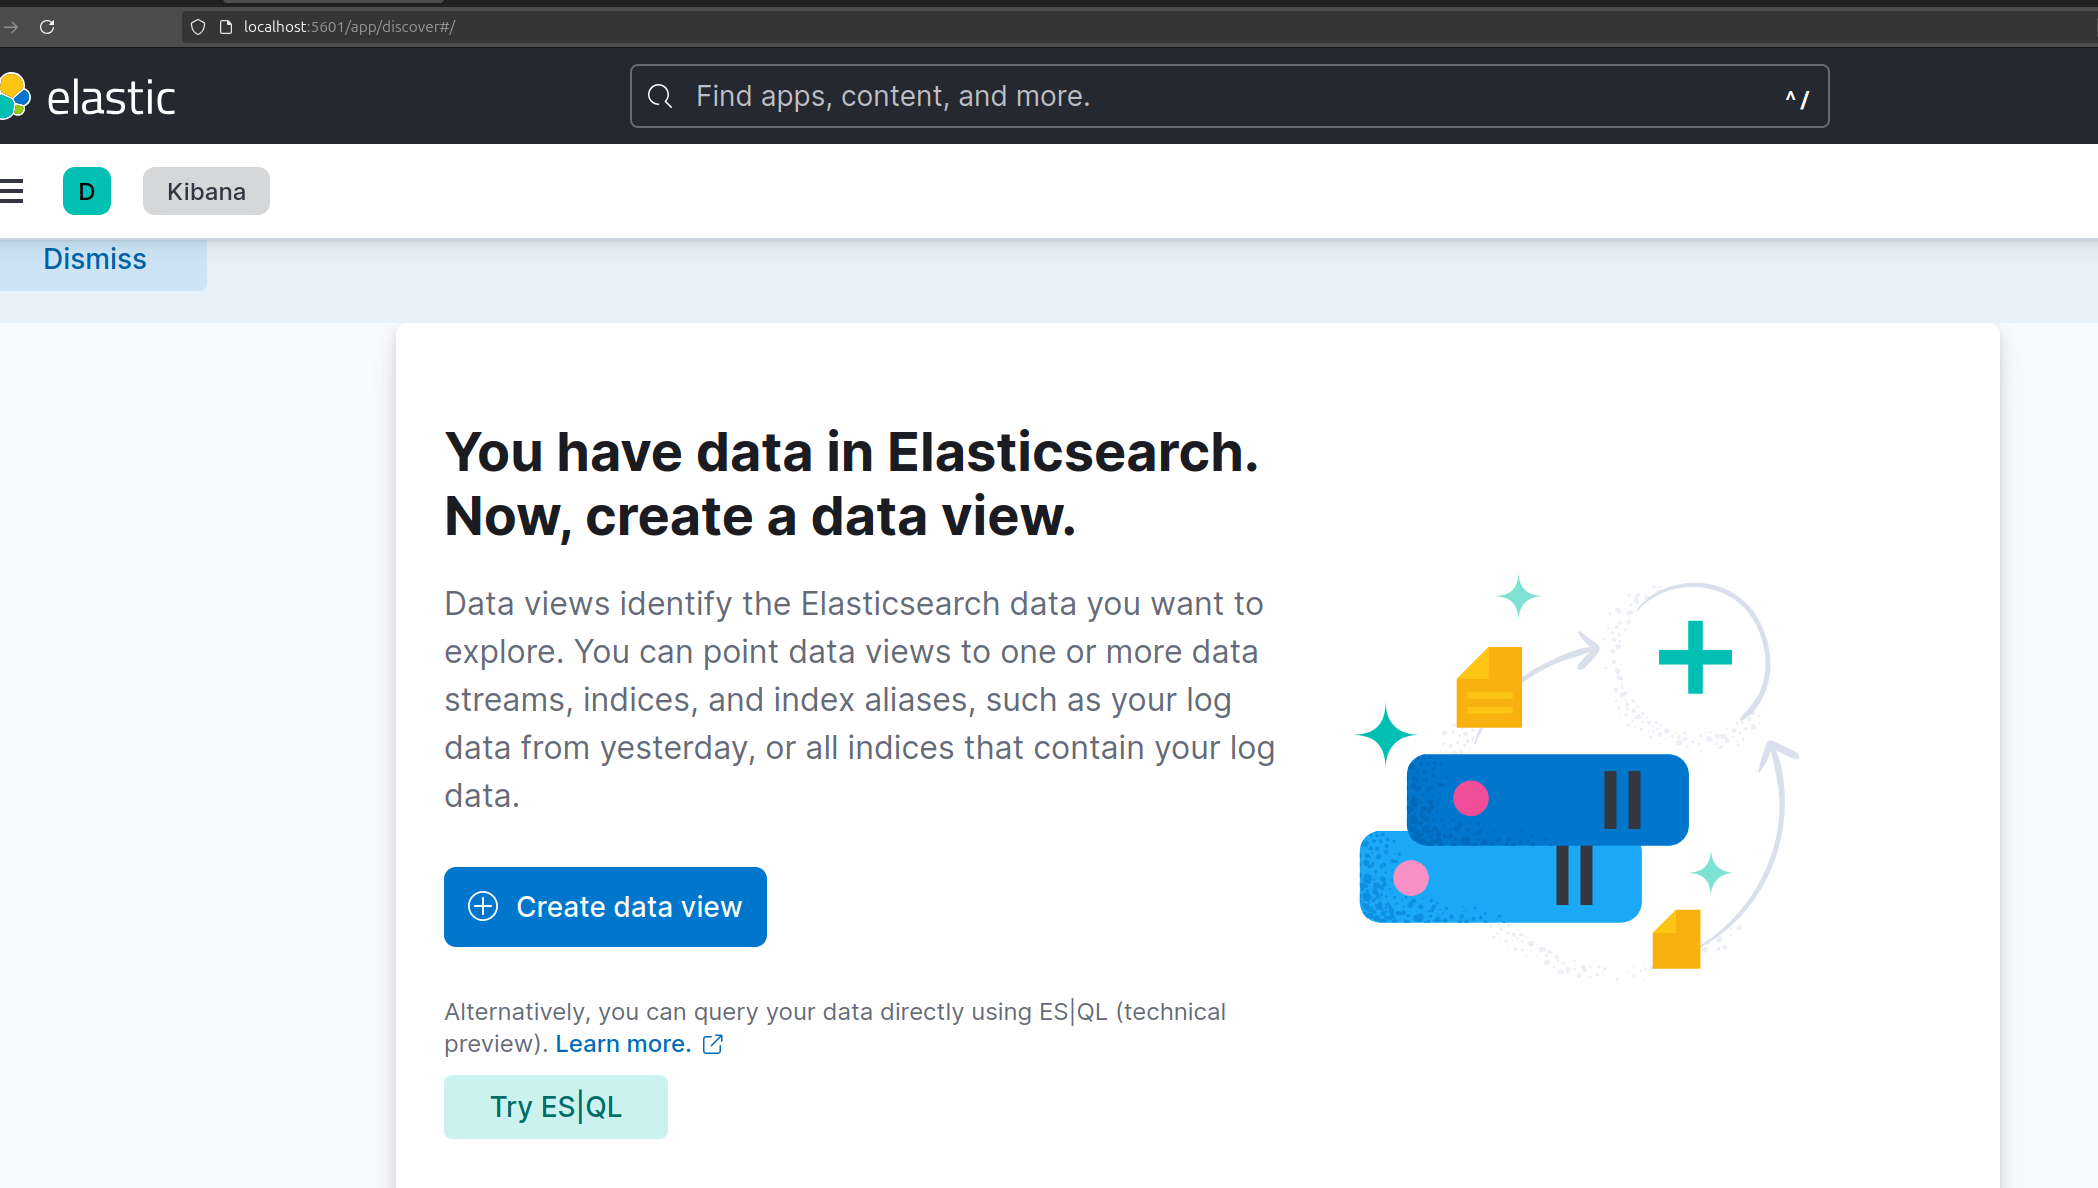 localhost:5601/app/discover#/
elastic
Find apps, content, and more.
^/
D
Kibana
Dismiss
You have data in Elasticsearch.
Now, create a data view.
Data views identify the Elasticsearch data you want to
explore. You can point data views to one or more data
streams, indices, and index aliases, such as your log
data from yesterday, or all indices that contain your log
data.
Create data view
Alternatively, you can query your data directly using ES|QL (technical
preview). Learn more.
Try ES|QL